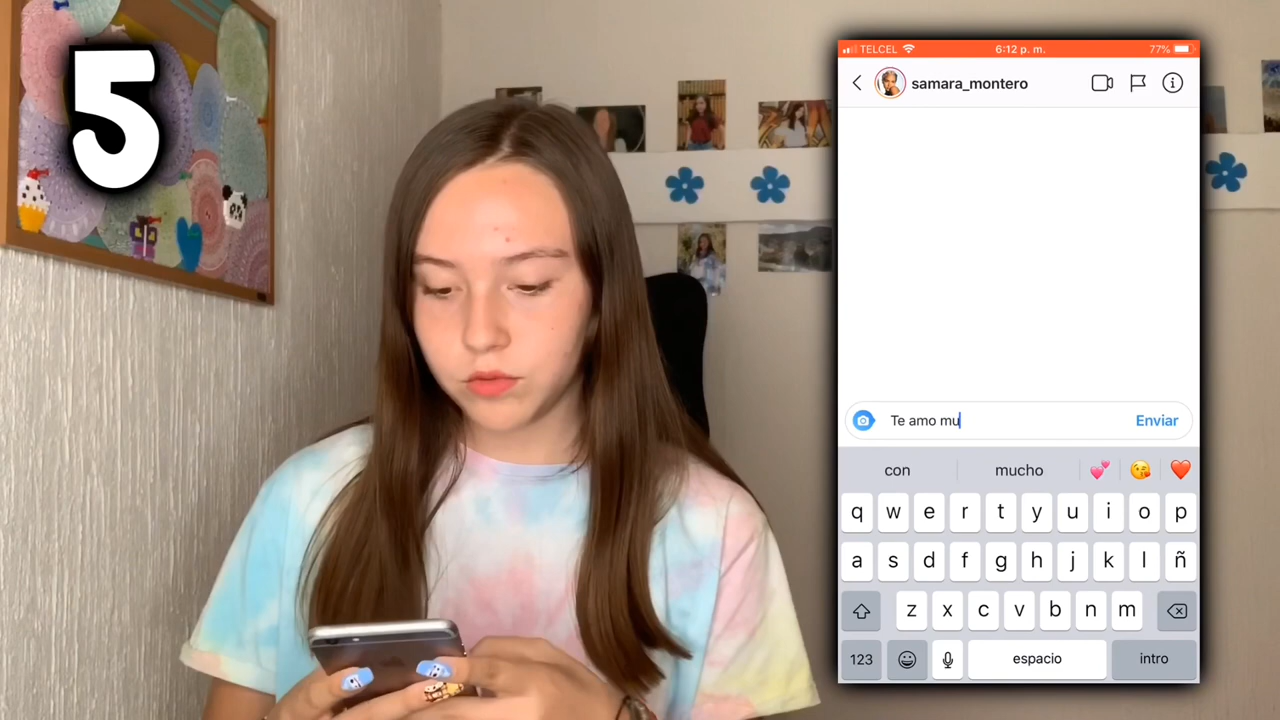 5
TELCEL 6:12 p. m. 77%
samara_montero
Te amo mu Enviar
con mucho
q w e r t y u i o p
a s d f g h j k l ñ
z x c v b n m
123 espacio intro